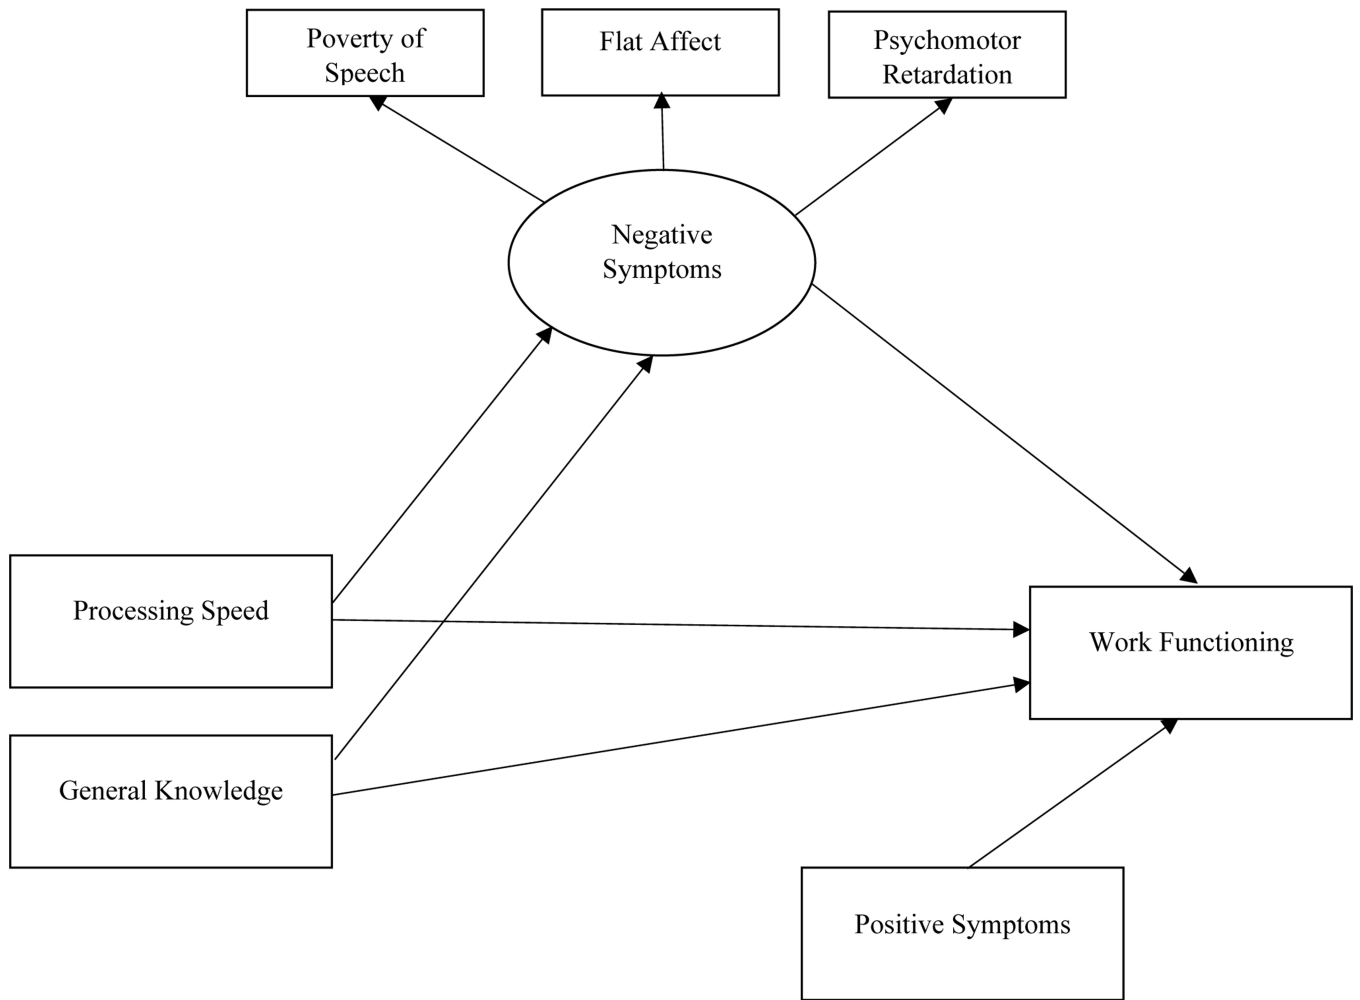 Poverty of
Speech
Flat Affect
Psychomotor
Retardation
Negative
Symptoms
Processing Speed
Work Functioning
General Knowledge
Positive Symptoms